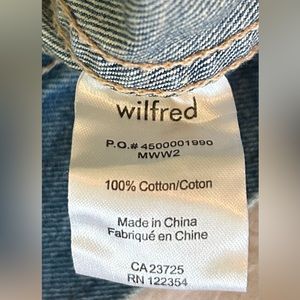 wilfred
P.O.# 4500001990
MWW2
100% Cotton/Coton
Made in China
Fabriqué en Chine
CA 23725
RN 122354